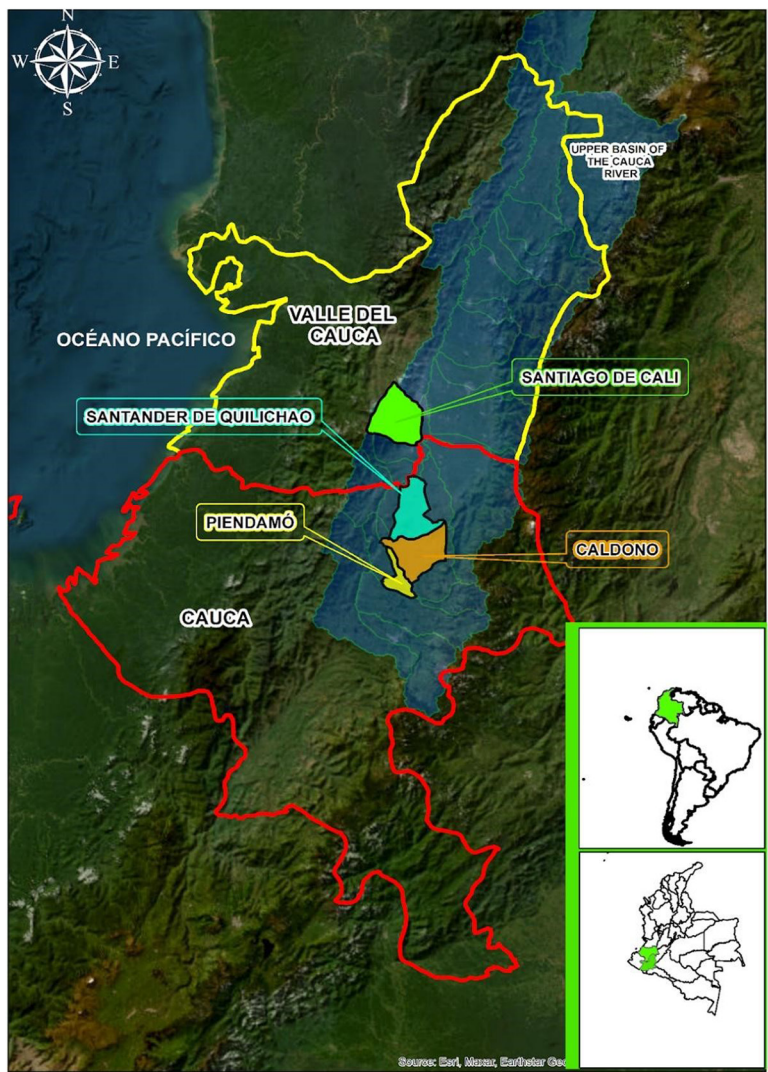 N
W E
S
UPPER BASIN OF
THE CAUCA
RIVER
VALLE DEL
CAUCA
OCÉANO PACÍFICO
SANTIAGO DE CALI
SANTANDER DE QUILICHAO
PIENDAMÓ
CALDONO
CAUCA
Source: Esri, Maxar, Earthstar Geo